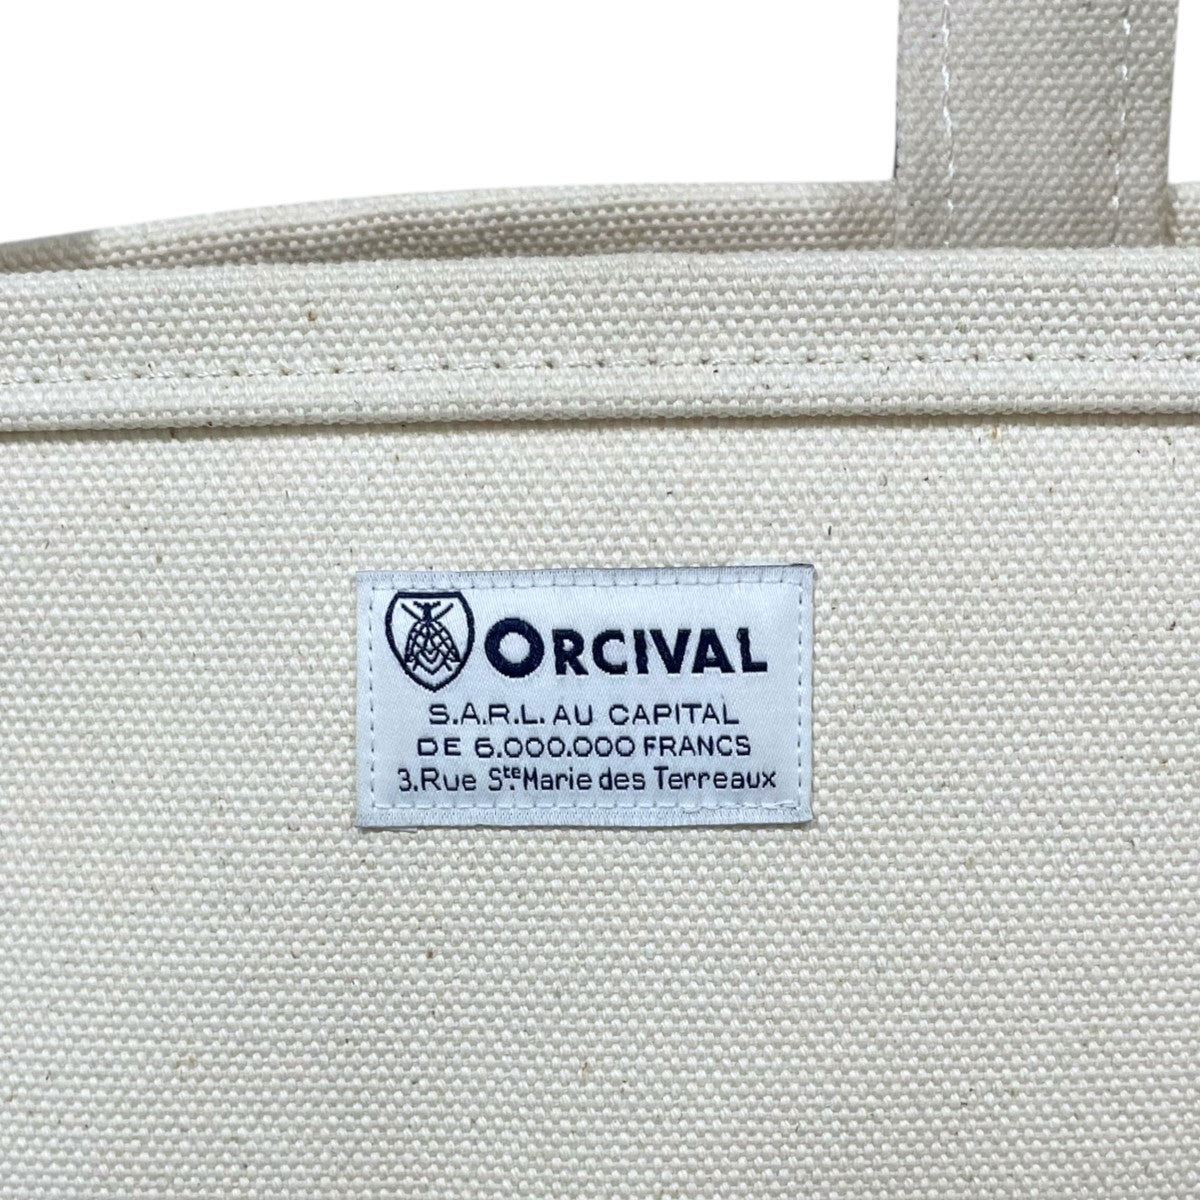 ORCIVAL
S.A.R.L. AU CAPITAL
DE 6.000.000 FRANCS
3.Rue Ste.Marie des Terreaux